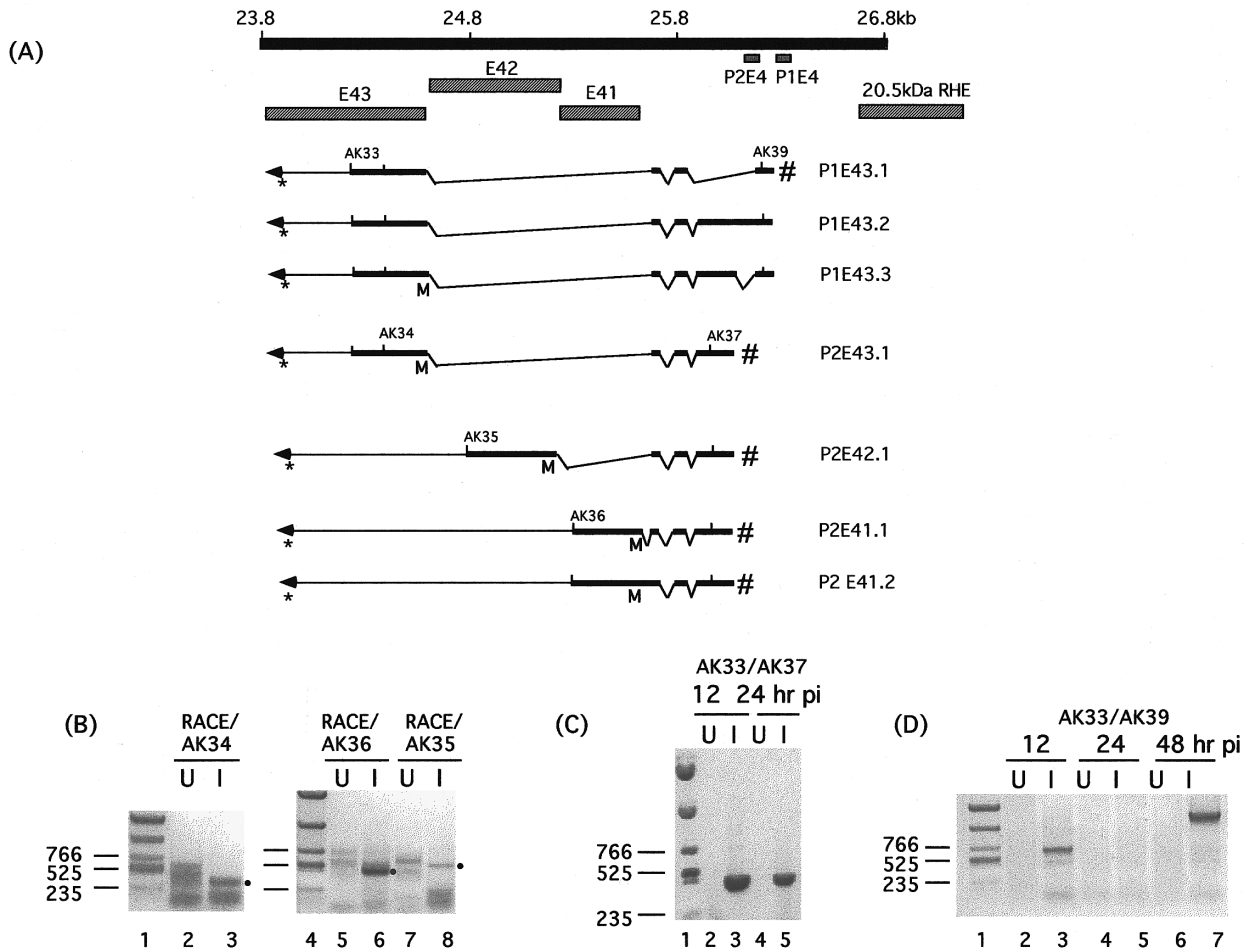 (A)
23.8 24.8 25.8 26.8kb
P2E4 P1E4
E42
E43 E41 20.5kDa RHE
AK33 AK39
* # P1E43.1
* P1E43.2
* M P1E43.3
AK34 AK37
* M # P2E43.1
AK35
* M # P2E42.1
AK36
* M # P2E41.1
* M # P2 E41.2
(B)
RACE/ AK34
U I
766
525
235
1 2 3
RACE/ AK36 RACE/ AK35
U I U I
4 5 6 7 8
(C)
AK33/AK37
12 24 hr pi
U I U I
766
525
235
1 2 3 4 5
(D)
AK33/AK39
12 24 48 hr pi
U I U I U I
766
525
235
1 2 3 4 5 6 7